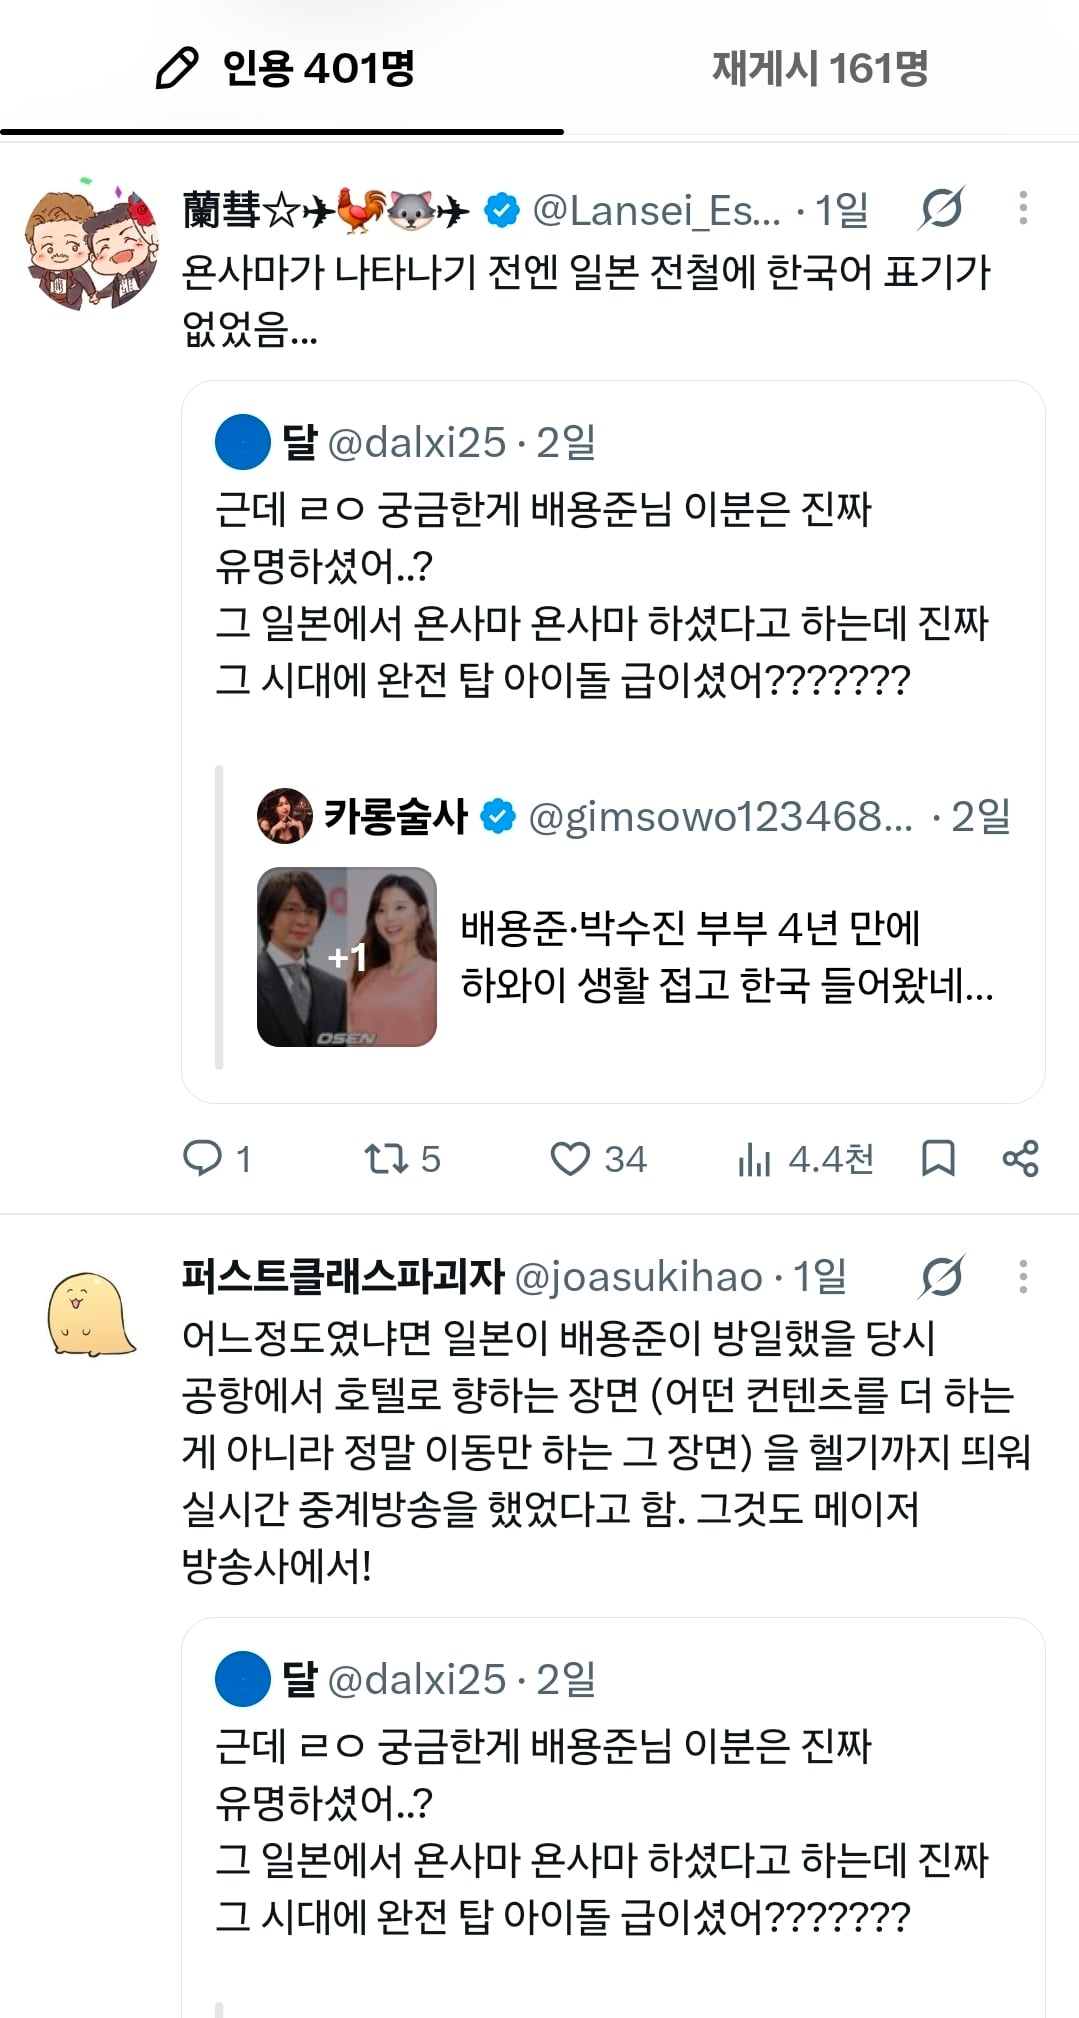 인용 401명
재게시 161명
蘭彗☆✈🐓🐺✈ @Lansei_Es... · 1일
욘사마가 나타나기 전엔 일본 전철에 한국어 표기가
없었음...
달 @dalxi25 · 2일
근데 ㄹㅇ 궁금한게 배용준님 이분은 진짜
유명하셨어..?
그 일본에서 욘사마 욘사마 하셨다고 하는데 진짜
그 시대에 완전 탑 아이돌 급이셨어???????
카롱술사 @gimsowo123468... · 2일
배용준·박수진 부부 4년 만에
하와이 생활 접고 한국 들어왔네...
+1
OSEN
1 5 34 4.4천
퍼스트클래스파괴자 @joasukihao · 1일
어느정도였냐면 일본이 배용준이 방일했을 당시
공항에서 호텔로 향하는 장면 (어떤 컨텐츠를 더 하는
게 아니라 정말 이동만 하는 그 장면) 을 헬기까지 띄워
실시간 중계방송을 했었다고 함. 그것도 메이저
방송사에서!
달 @dalxi25 · 2일
근데 ㄹㅇ 궁금한게 배용준님 이분은 진짜
유명하셨어..?
그 일본에서 욘사마 욘사마 하셨다고 하는데 진짜
그 시대에 완전 탑 아이돌 급이셨어???????